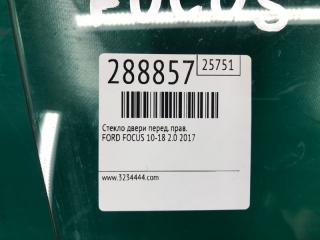 FOCUS
288857
25751
Стекло двери перед. прав.
FORD FOCUS 10-18 2.0 2017
www.3234444.com